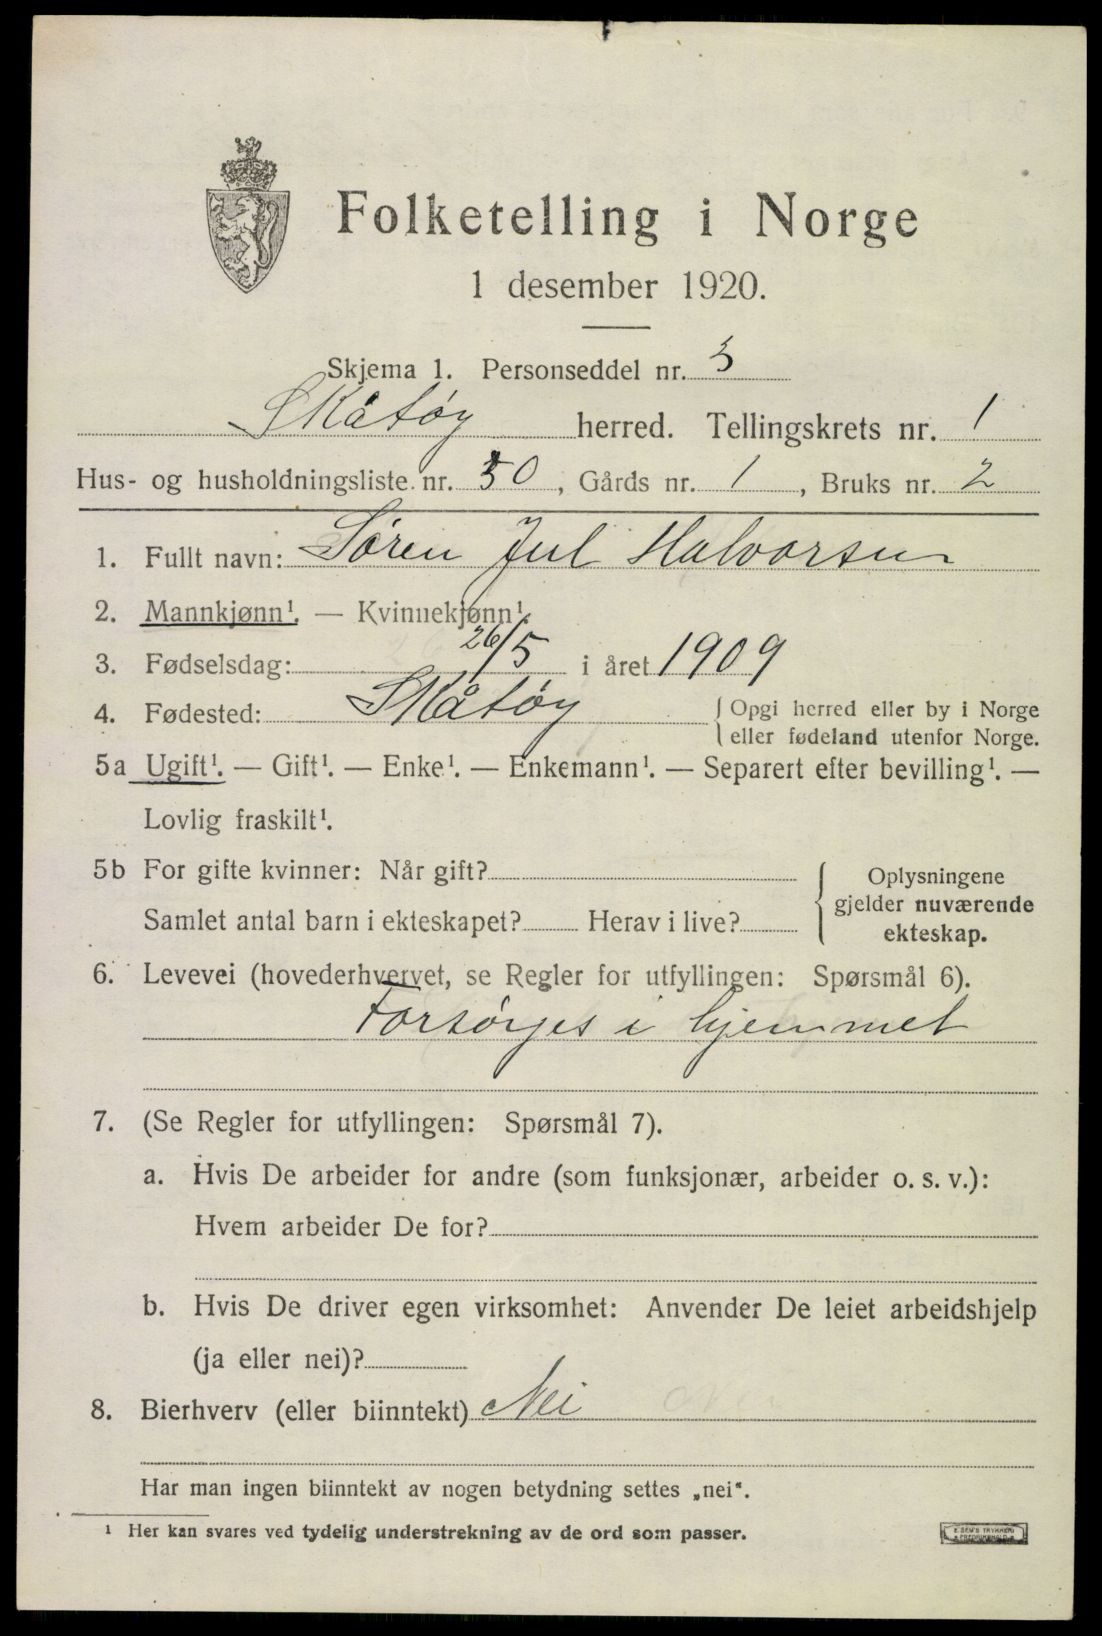 Folketelling i Norge
1 desember 1920.
Skjema 1. Personseddel nr. 3
Skåtøy herred. Tellingskrets nr. 1
Hus- og husholdningsliste nr. 50, Gårds nr. 1, Bruks nr. 2
1. Fullt navn: Søren Jul Halvorsen
2. Mannkjønn¹. — Kvinnekjønn¹.
3. Fødselsdag: 26/5 i året 1909
4. Fødested: Skåtøy { Opgi herred eller by i Norge
eller fødeland utenfor Norge.
5a Ugift¹. — Gift¹. — Enke¹. — Enkemann¹. — Separert efter bevilling¹. —
Lovlig fraskilt¹.
5b For gifte kvinner: Når gift? { Oplysningene
gjelder nuværende
Samlet antal barn i ekteskapet? Herav i live?
ekteskap.
6. Levevei (hovederhvervet, se Regler for utfyllingen: Spørsmål 6).
Forsørges i hjemmet
7. (Se Regler for utfyllingen: Spørsmål 7).
a. Hvis De arbeider for andre (som funksjonær, arbeider o. s. v.):
Hvem arbeider De for?
b. Hvis De driver egen virksomhet: Anvender De leiet arbeidshjelp
(ja eller nei)?
8. Bierhverv (eller biinntekt) Nei
Har man ingen biinntekt av nogen betydning settes „nei“.
¹ Her kan svares ved tydelig understrekning av de ord som passer.